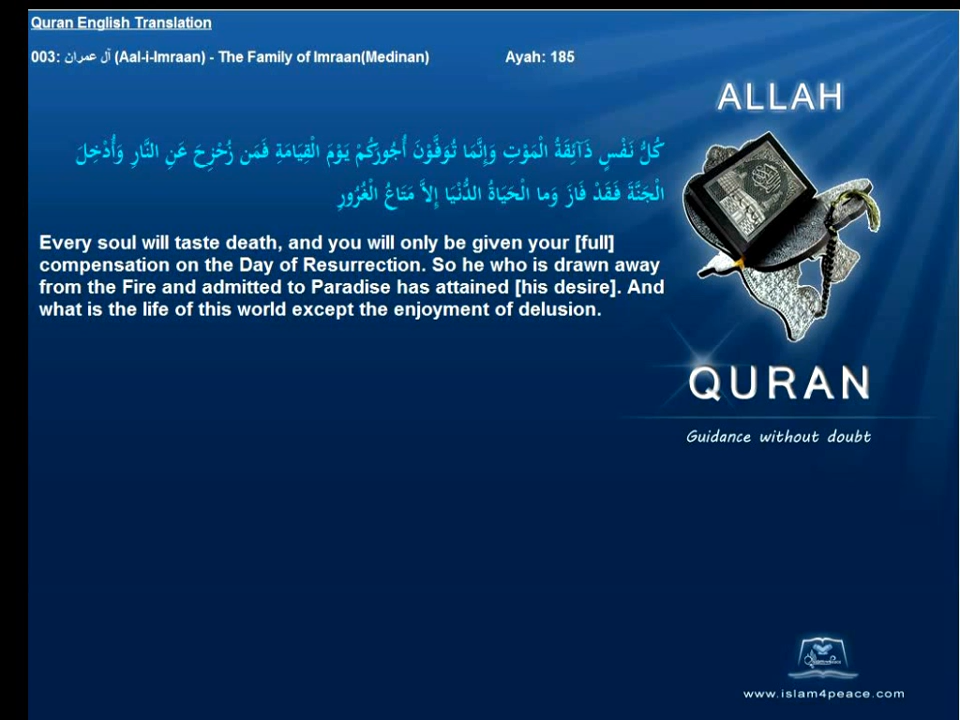 Quran English Translation
003: آل عمران (Aal-i-Imraan) - The Family of Imraan(Medinan) Ayah: 185
ALLAH
كُلُّ نَفْسٍ ذَآئِقَةُ الْمَوْتِ وَإِنَّمَا تُوَفَّوْنَ أُجُورَكُمْ يَوْمَ الْقِيَامَةِ فَمَن زُحْزِحَ عَنِ النَّارِ وَأُدْخِلَ
الْجَنَّةَ فَقَدْ فَازَ وَما الْحَيَاةُ الدُّنْيَا إِلاَّ مَتَاعُ الْغُرُورِ
Every soul will taste death, and you will only be given your [full]
compensation on the Day of Resurrection. So he who is drawn away
from the Fire and admitted to Paradise has attained [his desire]. And
what is the life of this world except the enjoyment of delusion.
QURAN
Guidance without doubt
www.islam4peace.com